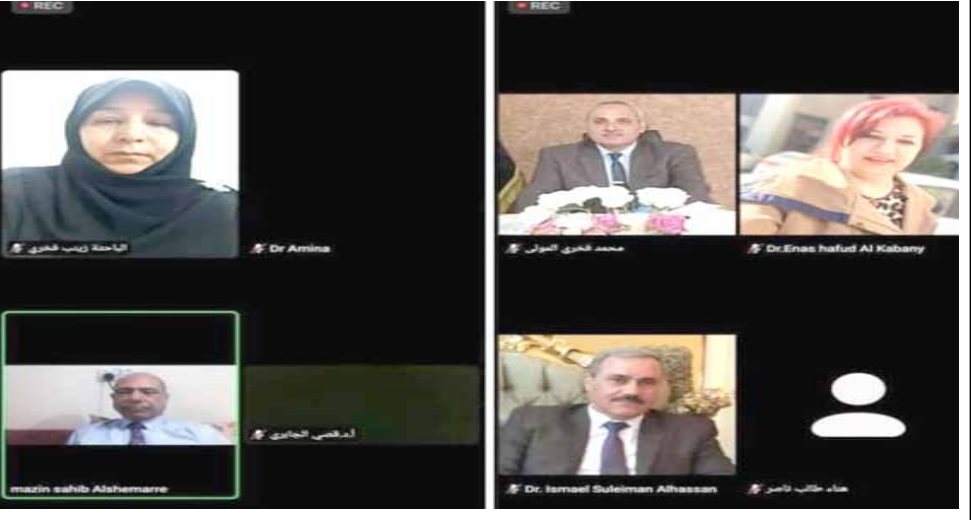 REC
REC
الباحثة زينب فخري
Dr Amina
محمد فخري المولى
Dr.Enas hafud Al Kabany
mazin sahib Alshemarre
أ.د.قصي الجابري
Dr. Ismael Suleiman Alhassan
هناء طالب ناصر